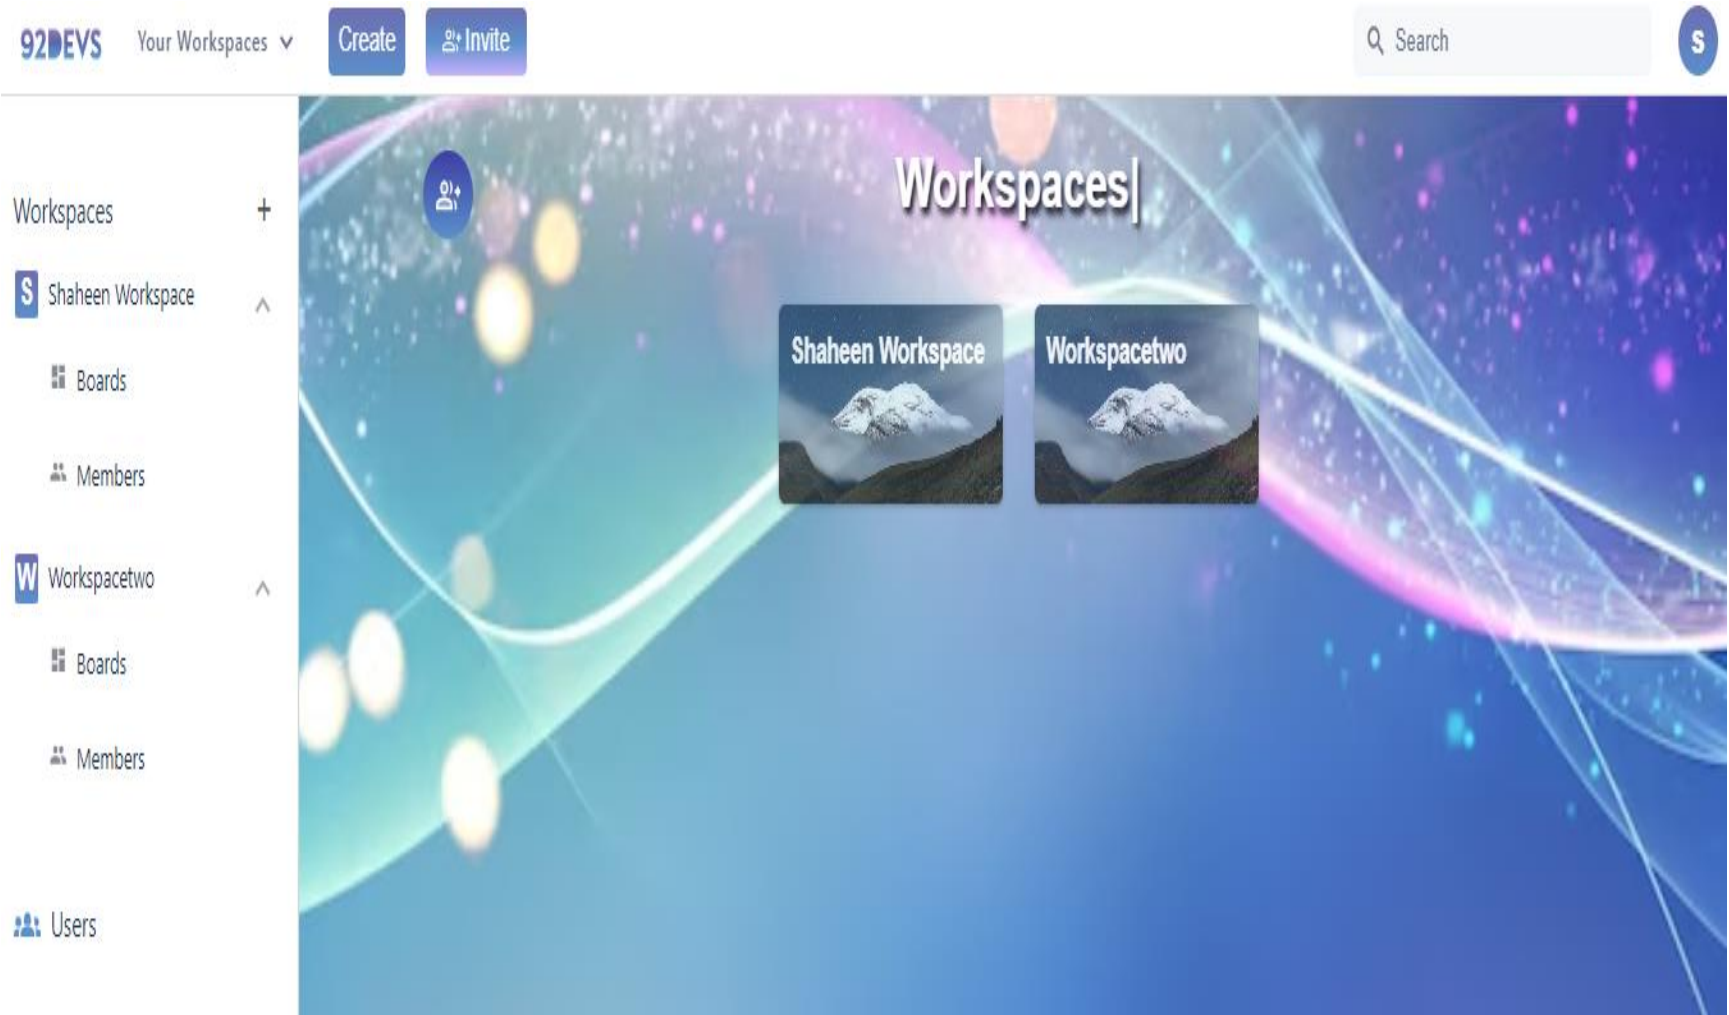 92DEVS Your Workspaces Create Invite Search S
Workspaces
S Shaheen Workspace
Boards
Members
W Workspacetwo
Boards
Members
Users
Workspaces|
Shaheen Workspace Workspacetwo